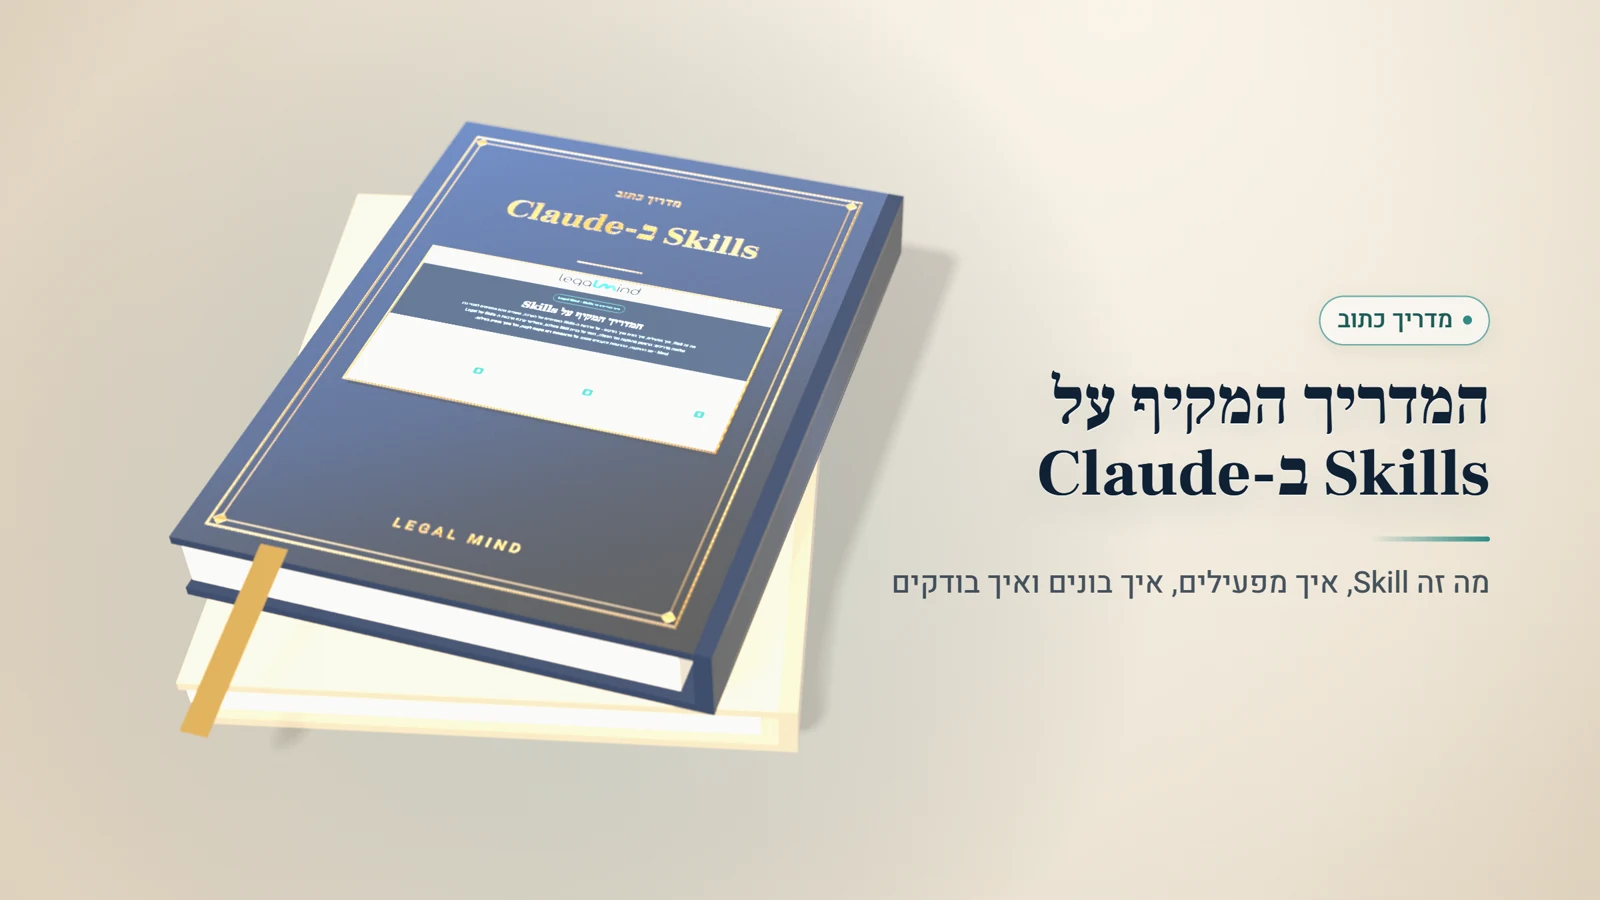 מדריך כתוב
Skills ב-Claude
legalmind
המדריך המקיף על Skills
LEGAL MIND
מדריך כתוב
המדריך המקיף על
Skills ב-Claude
מה זה Skill, איך מפעילים, איך בונים ואיך בודקים